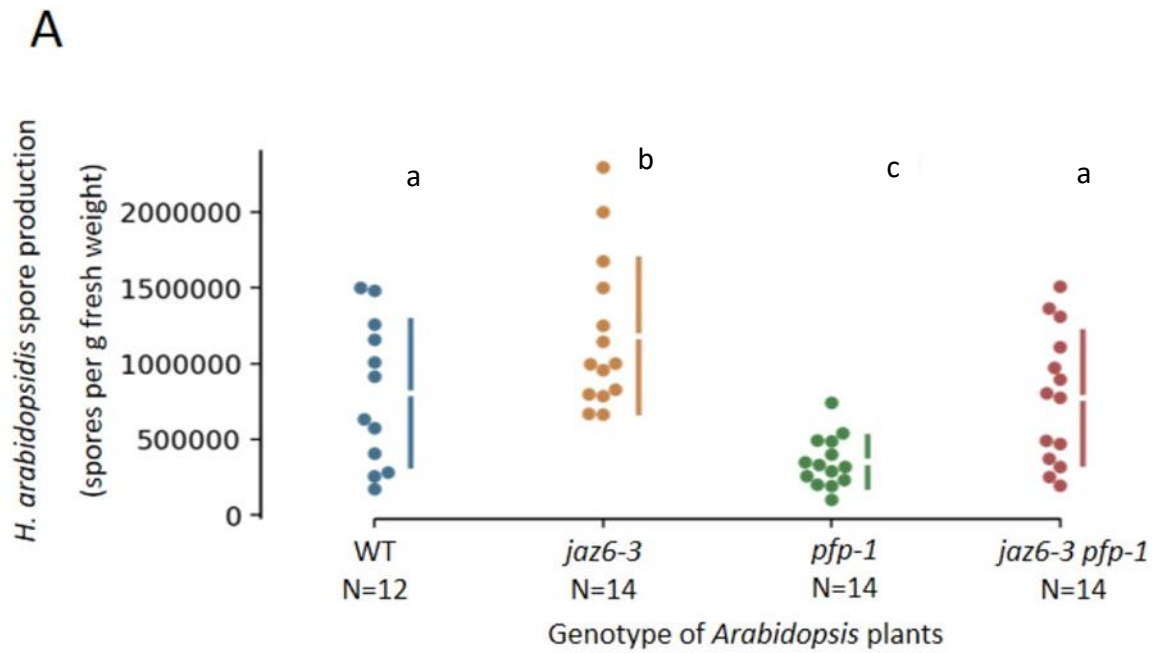 A
H. arabidopsidis spore production
(spores per g fresh weight)
2000000
1500000
1000000
500000
0
a
b
c
a
WT
N=12
jaz6-3
N=14
pfp-1
N=14
jaz6-3 pfp-1
N=14
Genotype of Arabidopsis plants